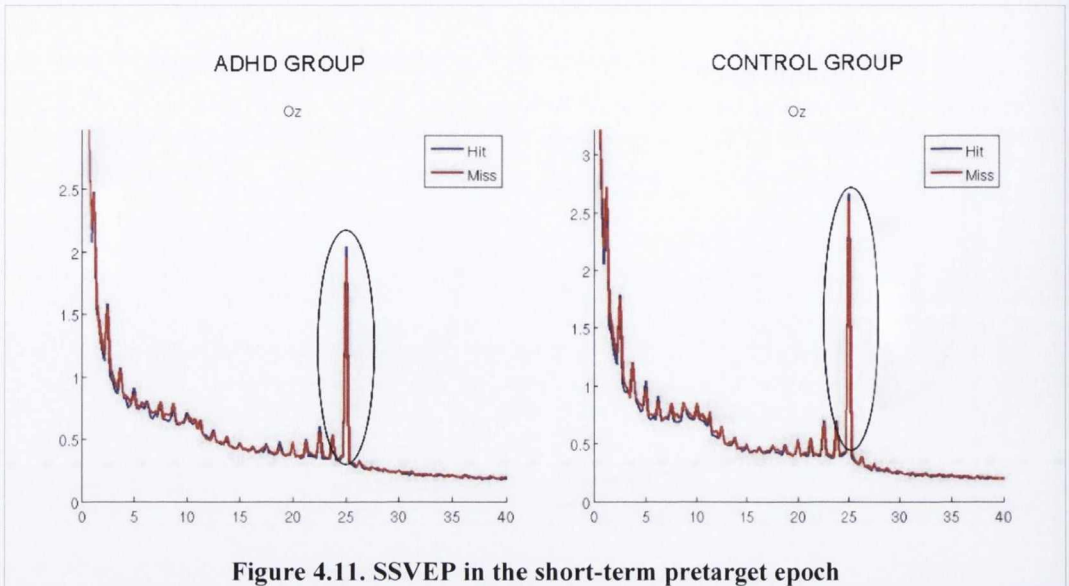 ADHD GROUP
Oz
Hit
Miss
2.5
2
1.5
1
0.5
0
0 5 10 15 20 25 30 35 40
CONTROL GROUP
Oz
Hit
Miss
3
2.5
2
1.5
1
0.5
0
0 5 10 15 20 25 30 35 40
Figure 4.11. SSVEP in the short-term pretarget epoch